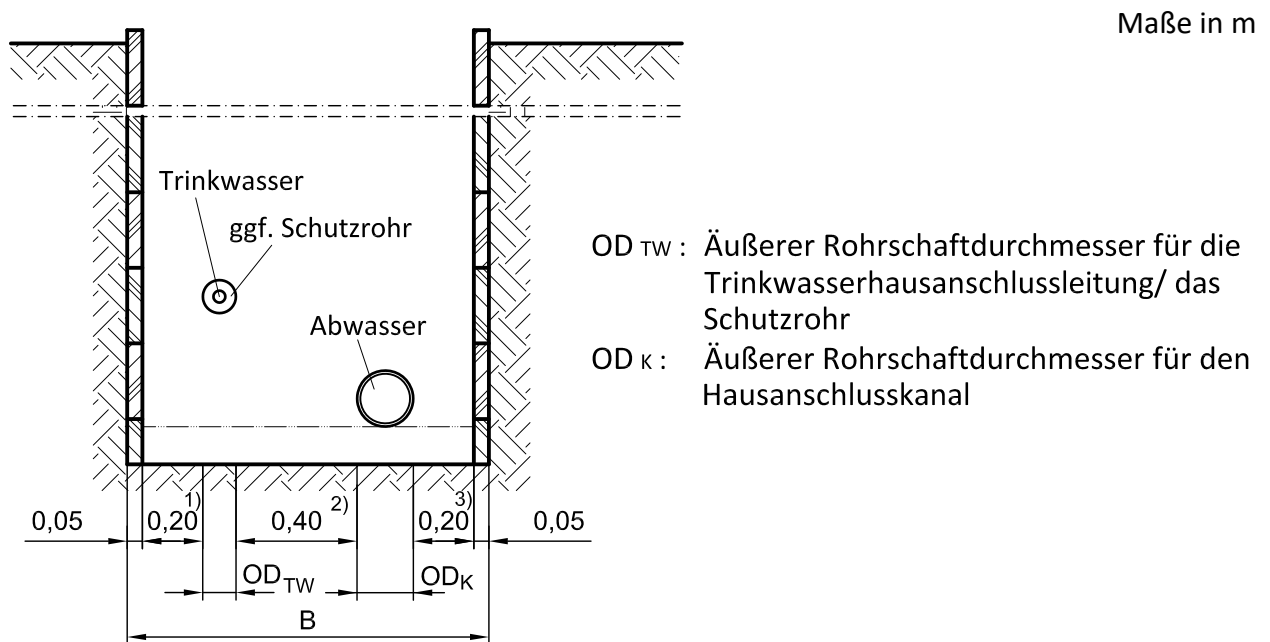 Maße in m
Trinkwasser
ggf. Schutzrohr
Abwasser
OD TW : Äußerer Rohrschaftdurchmesser für die
Trinkwasserhausanschlussleitung/ das
Schutzrohr
OD K : Äußerer Rohrschaftdurchmesser für den
Hausanschlusskanal
0,05 0,20 1) 0,40 2) 0,20 3) 0,05
OD TW OD K
B